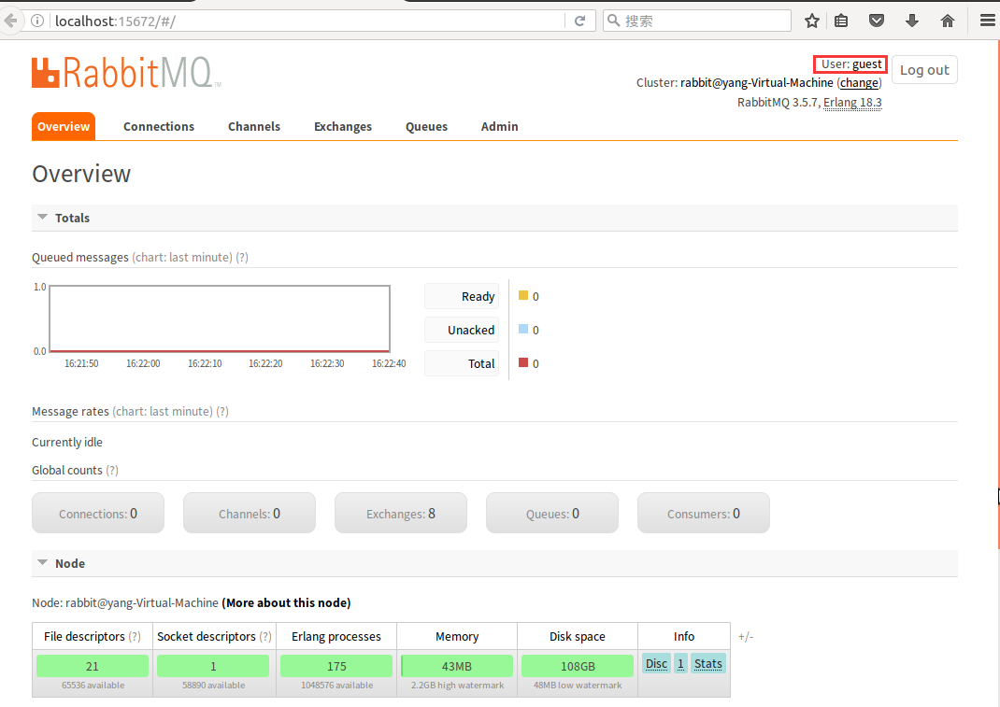 localhost:15672/#/
搜索
RabbitMQ TM
User: guest
Log out
Cluster: rabbit@yang-Virtual-Machine (change)
RabbitMQ 3.5.7, Erlang 18.3
Overview Connections Channels Exchanges Queues Admin
Overview
Totals
Queued messages (chart: last minute) (?)
1.0
0.0
16:21:50 16:22:00 16:22:10 16:22:20 16:22:30 16:22:40
Ready 0
Unacked 0
Total 0
Message rates (chart: last minute) (?)
Currently idle
Global counts (?)
Connections: 0 Channels: 0 Exchanges: 8 Queues: 0 Consumers: 0
Node
Node: rabbit@yang-Virtual-Machine (More about this node)
File descriptors (?) Socket descriptors (?) Erlang processes Memory Disk space Info +/-
21 1 175 43MB 108GB Disc 1 Stats
65536 available 58890 available 1048576 available 2.2GB high watermark 48MB low watermark